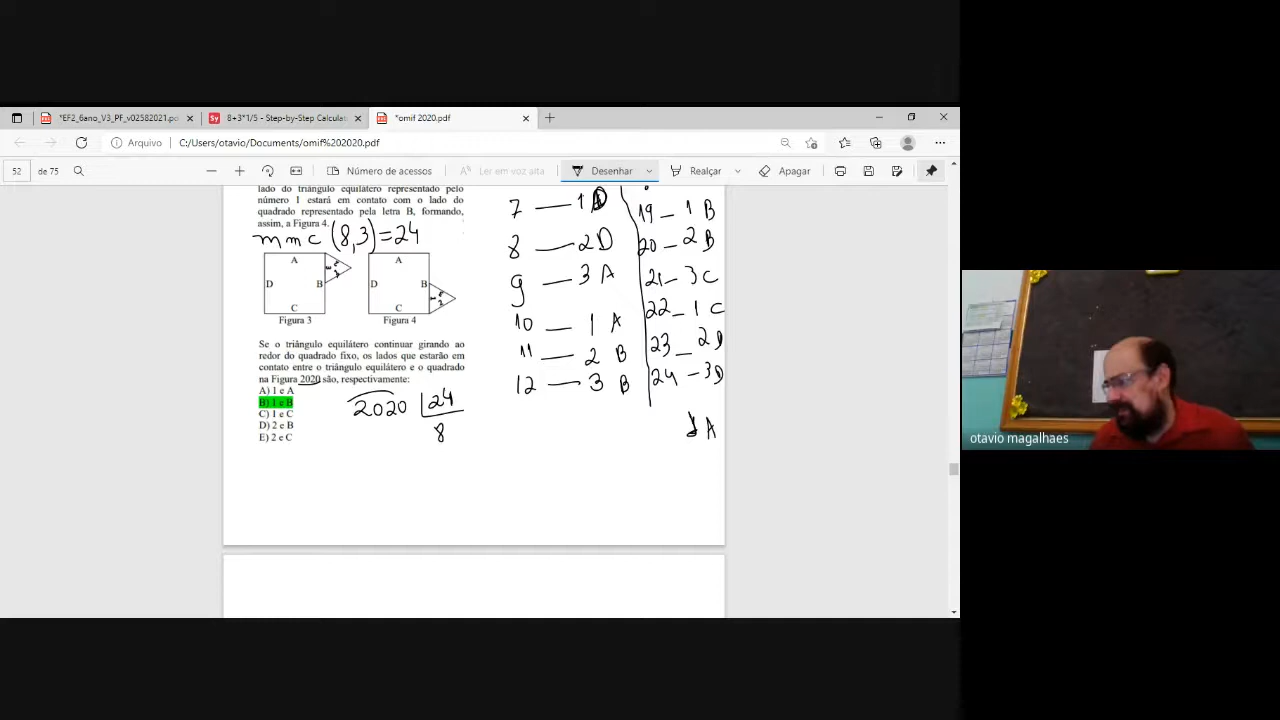 *EF2_6ano_V3_PF_v02582021.pd
8+3*1/5 - Step-by-Step Calculat
*omif 2020.pdf
Arquivo
C:/Users/otavio/Documents/omif%202020.pdf
52 de 75
Número de acessos
Ler em voz alta
Desenhar
Realçar
Apagar
lado do triângulo equilátero representado pelo
número 1 estará em contato com o lado do
quadrado representado pela letra B, formando,
assim, a Figura 4.
mmc (8,3)=24
A
D B
C
Figura 3
A
D B
C
Figura 4
Se o triângulo equilátero continuar girando ao
redor do quadrado fixo, os lados que estarão em
contato entre o triângulo equilátero e o quadrado
na Figura 2020 são, respectivamente:
A) 1 e A
B) 1 e B
C) 1 e C
D) 2 e B
E) 2 e C
2020 24
8
7 — 1 D
8 — 2 D
9 — 3 A
10 — 1 A
11 — 2 B
12 — 3 B
19 — 1 B
20 — 2 B
21 — 3 C
22 — 1 C
23 — 2 D
24 — 3 D
1 A
otavio magalhaes